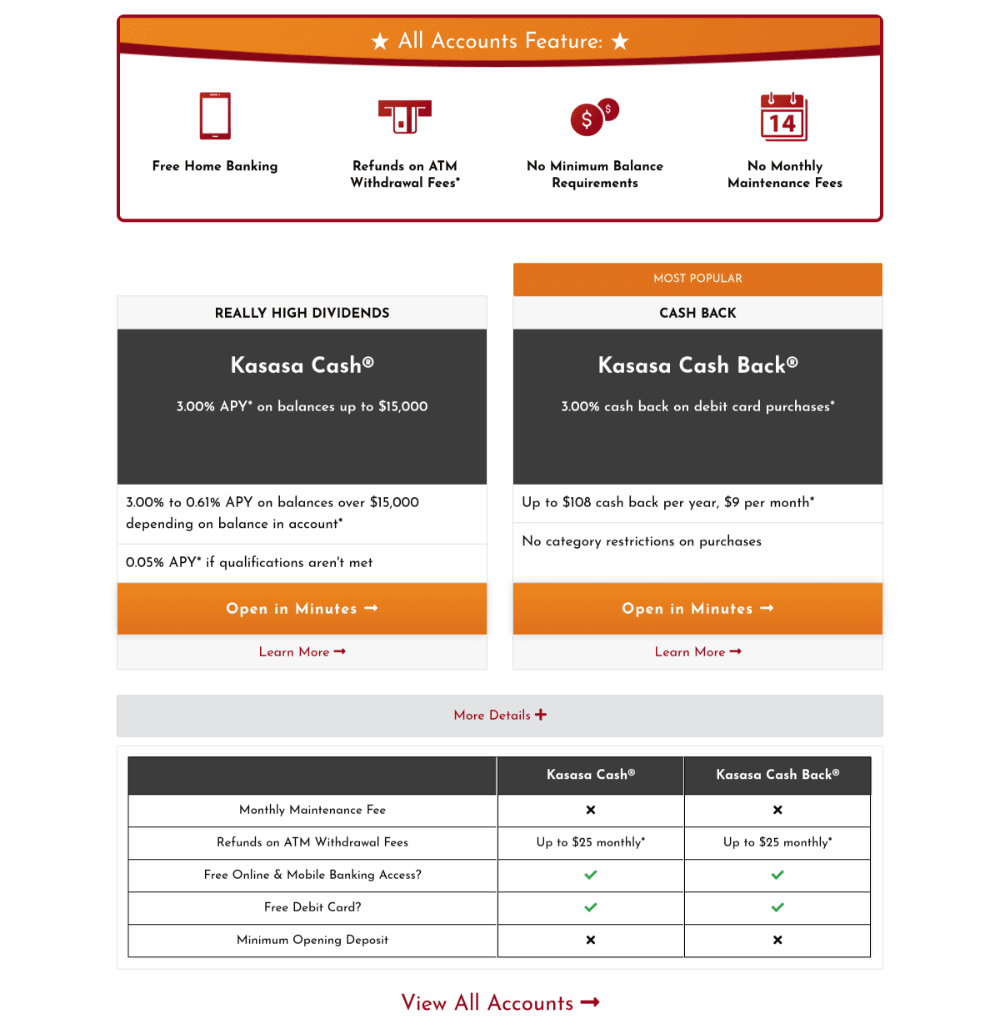 ★ All Accounts Feature: ★
14
Free Home Banking
Refunds on ATM
Withdrawal Fees*
No Minimum Balance
Requirements
No Monthly
Maintenance Fees
MOST POPULAR
REALLY HIGH DIVIDENDS
Kasasa Cash®
3.00% APY* on balances up to $15,000
3.00% to 0.61% APY on balances over $15,000
depending on balance in account*
0.05% APY* if qualifications aren't met
Open in Minutes →
Learn More →
CASH BACK
Kasasa Cash Back®
3.00% cash back on debit card purchases*
Up to $108 cash back per year, $9 per month*
No category restrictions on purchases
Open in Minutes →
Learn More →
More Details +
Kasasa Cash® Kasasa Cash Back®
Monthly Maintenance Fee ✖ ✖
Refunds on ATM Withdrawal Fees Up to $25 monthly* Up to $25 monthly*
Free Online & Mobile Banking Access? ✔ ✔
Free Debit Card? ✔ ✔
Minimum Opening Deposit ✖ ✖
View All Accounts →